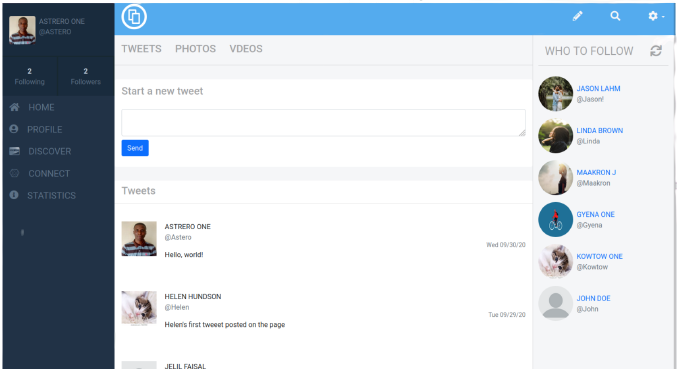 ASTRERO ONE
@ASTERO
2 2
Following Followers
HOME
PROFILE
DISCOVER
CONNECT
STATISTICS
TWEETS PHOTOS VDEOS
Start a new tweet
Send
Tweets
ASTRERO ONE
@Astero
Hello, world!
Wed 09/30/20
HELEN HUNDSON
@Helen
Helen's first tweeet posted on the page
Tue 09/29/20
JELIL FAISAL
WHO TO FOLLOW
JASON LAHM
@Jason!
LINDA BROWN
@Linda
MAAKRON J
@Maakron
GYENA ONE
@Gyena
KOWTOW ONE
@Kowtow
JOHN DOE
@John